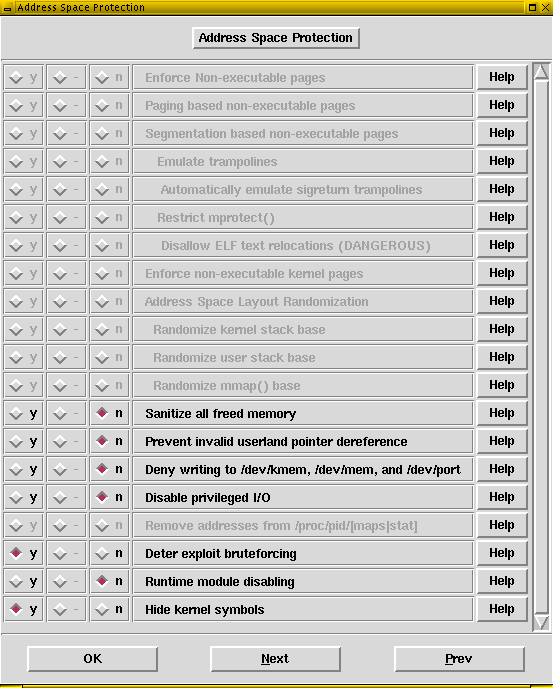 Address Space Protection
Address Space Protection
y - n Enforce Non-executable pages Help
y - n Paging based non-executable pages Help
y - n Segmentation based non-executable pages Help
y - n Emulate trampolines Help
y - n Automatically emulate sigreturn trampolines Help
y - n Restrict mprotect() Help
y - n Disallow ELF text relocations (DANGEROUS) Help
y - n Enforce non-executable kernel pages Help
y - n Address Space Layout Randomization Help
y - n Randomize kernel stack base Help
y - n Randomize user stack base Help
y - n Randomize mmap() base Help
y - n Sanitize all freed memory Help
y - n Prevent invalid userland pointer dereference Help
y - n Deny writing to /dev/kmem, /dev/mem, and /dev/port Help
y - n Disable privileged I/O Help
y - n Remove addresses from /proc/pid/[maps|stat] Help
y - n Deter exploit bruteforcing Help
y - n Runtime module disabling Help
y - n Hide kernel symbols Help
OK Next Prev